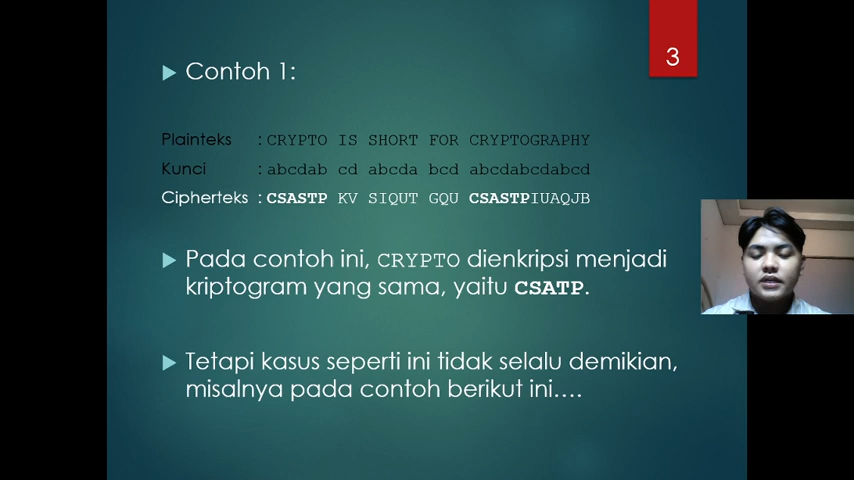 3
Contoh 1:
Plainteks : CRYPTO IS SHORT FOR CRYPTOGRAPHY
Kunci : abcdab cd abcda bcd abcdabcdabcd
Cipherteks : CSASTP KV SIQUT GQU CSASTPIUAQJB
Pada contoh ini, CRYPTO dienkripsi menjadi
kriptogram yang sama, yaitu CSATP.
Tetapi kasus seperti ini tidak selalu demikian,
misalnya pada contoh berikut ini....